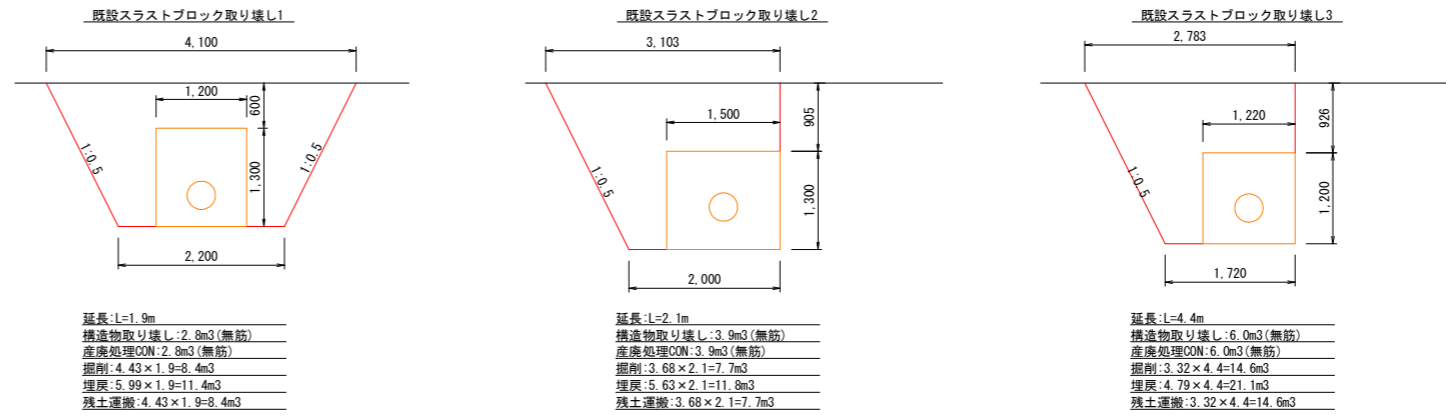 既設スラストブロック取り壊し1
4,100
1,200
600
1:0.5
1:0.5
1,300
2,200
延長:L=1.9m
構造物取り壊し:2.8m3(無筋)
産廃処理CON:2.8m3(無筋)
掘削:4.43×1.9=8.4m3
埋戻:5.99×1.9=11.4m3
残土運搬:4.43×1.9=8.4m3
既設スラストブロック取り壊し2
3,103
1,500
905
1:0.5
1,300
2,000
延長:L=2.1m
構造物取り壊し:3.9m3(無筋)
産廃処理CON:3.9m3(無筋)
掘削:3.68×2.1=7.7m3
埋戻:5.63×2.1=11.8m3
残土運搬:3.68×2.1=7.7m3
既設スラストブロック取り壊し3
2,783
1,220
926
1:0.5
1,200
1,720
延長:L=4.4m
構造物取り壊し:6.0m3(無筋)
産廃処理CON:6.0m3(無筋)
掘削:3.32×4.4=14.6m3
埋戻:4.79×4.4=21.1m3
残土運搬:3.32×4.4=14.6m3